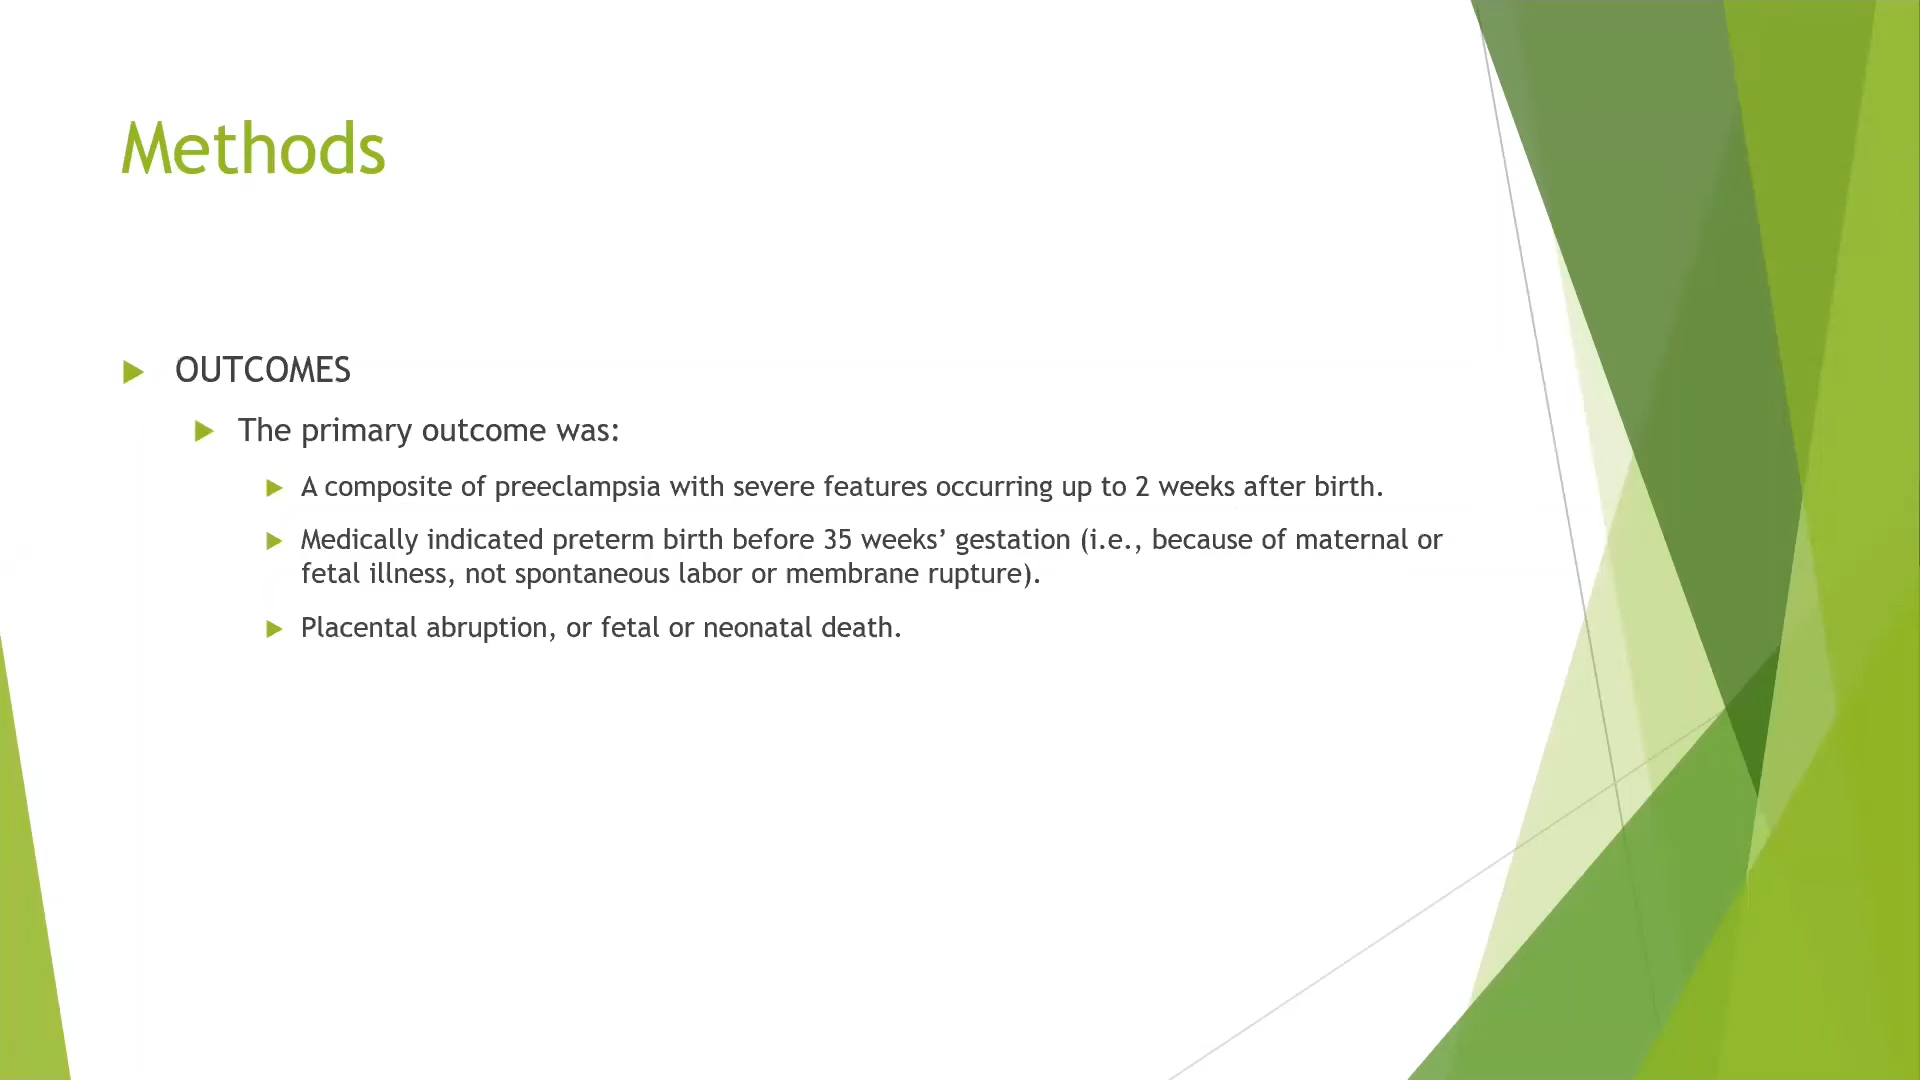 Methods
OUTCOMES
The primary outcome was:
A composite of preeclampsia with severe features occurring up to 2 weeks after birth.
Medically indicated preterm birth before 35 weeks’ gestation (i.e., because of maternal or
fetal illness, not spontaneous labor or membrane rupture).
Placental abruption, or fetal or neonatal death.